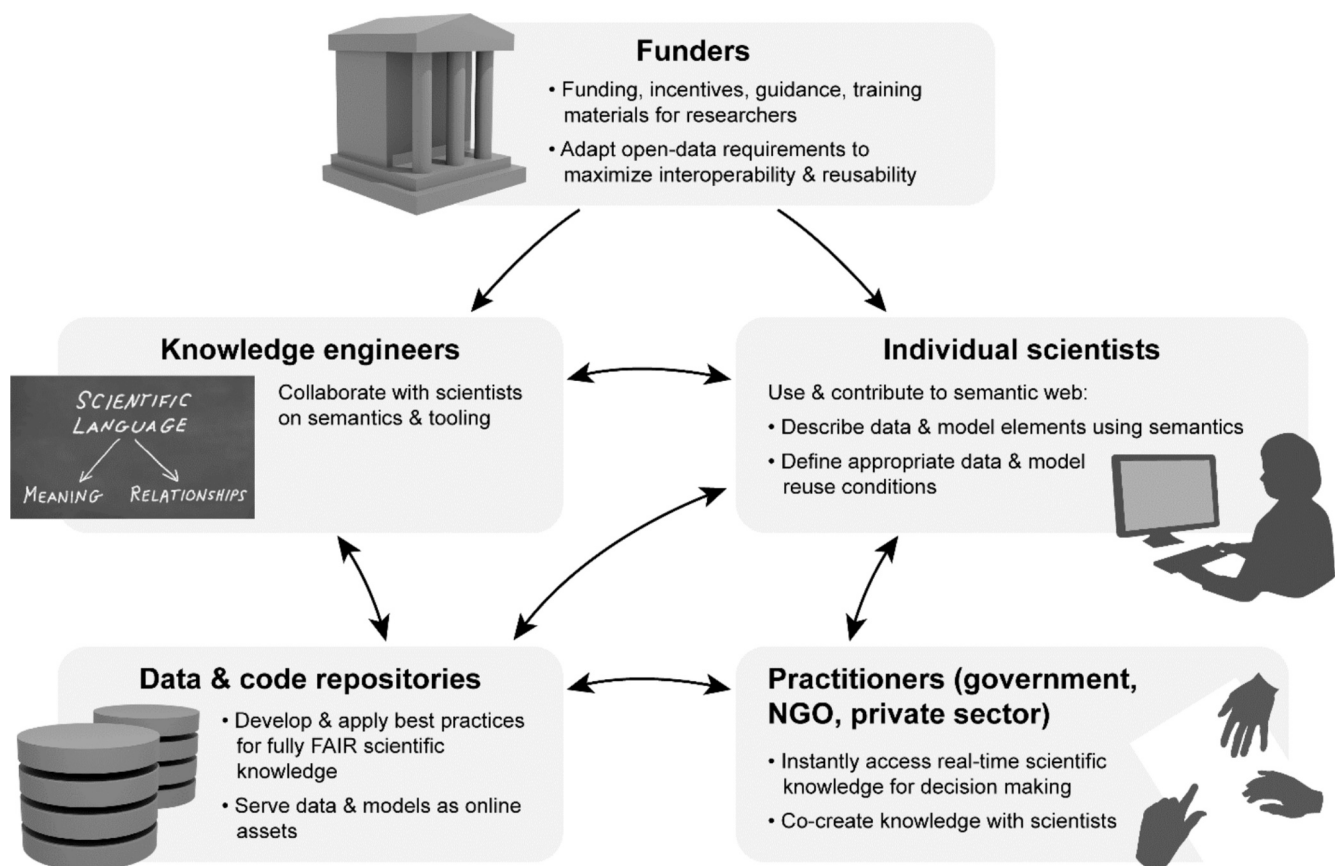 Funders
• Funding, incentives, guidance, training
materials for researchers
• Adapt open-data requirements to
maximize interoperability & reusability
Knowledge engineers
SCIENTIFIC
LANGUAGE
MEANING RELATIONSHIPS
Collaborate with scientists
on semantics & tooling
Individual scientists
Use & contribute to semantic web:
• Describe data & model elements using semantics
• Define appropriate data & model
reuse conditions
Data & code repositories
• Develop & apply best practices
for fully FAIR scientific
knowledge
• Serve data & models as online
assets
Practitioners (government,
NGO, private sector)
• Instantly access real-time scientific
knowledge for decision making
• Co-create knowledge with scientists